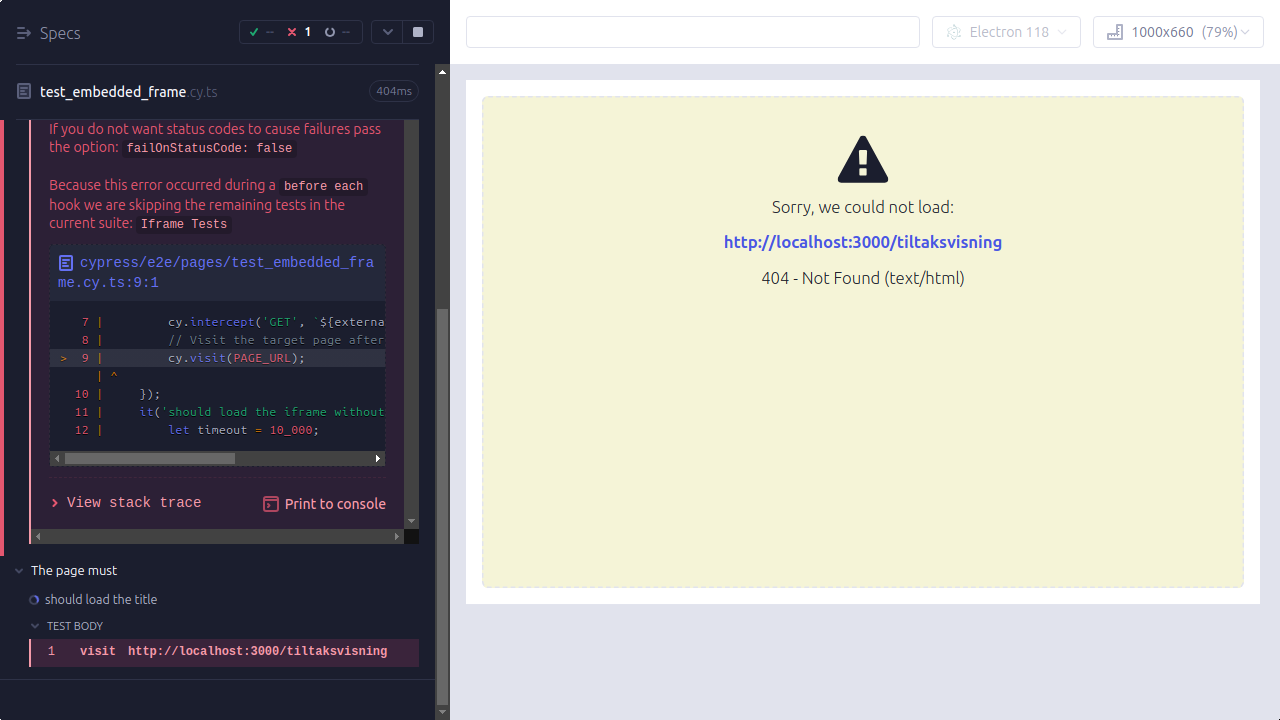 Specs
-- 1 --
Electron 118
1000x660 (79%)
test_embedded_frame.cy.ts
404ms
If you do not want status codes to cause failures pass
the option: failOnStatusCode: false
Because this error occurred during a before each
hook we are skipping the remaining tests in the
current suite: Iframe Tests
cypress/e2e/pages/test_embedded_fra
me.cy.ts:9:1
7 | cy.intercept('GET', `${externa
8 | // Visit the target page after
> 9 | cy.visit(PAGE_URL);
| ^
10 | });
11 | it('should load the iframe without
12 | let timeout = 10_000;
View stack trace
Print to console
The page must
should load the title
TEST BODY
1 visit http://localhost:3000/tiltaksvisning
Sorry, we could not load:
http://localhost:3000/tiltaksvisning
404 - Not Found (text/html)